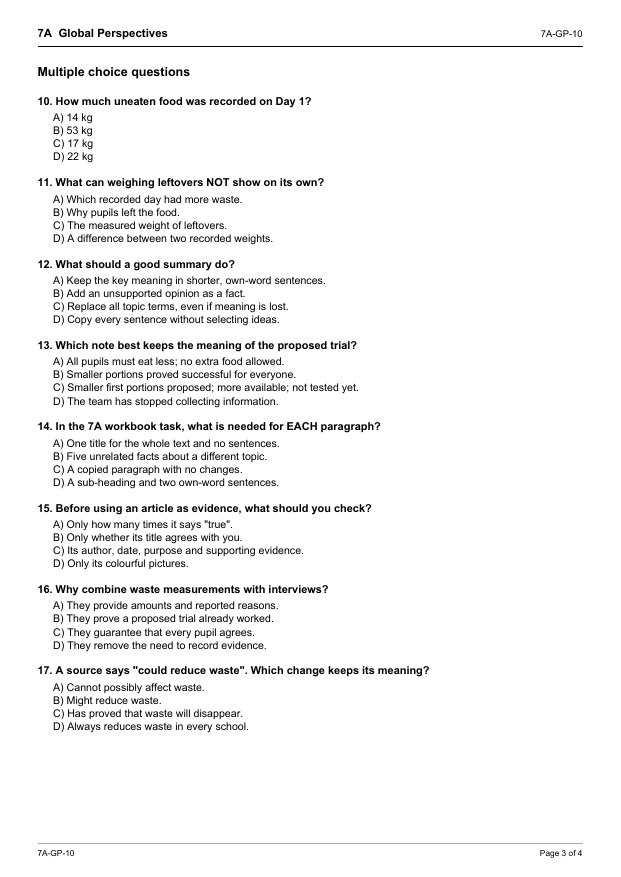 7A Global Perspectives
7A-GP-10
Multiple choice questions
10. How much uneaten food was recorded on Day 1?
A) 14 kg
B) 53 kg
C) 17 kg
D) 22 kg
11. What can weighing leftovers NOT show on its own?
A) Which recorded day had more waste.
B) Why pupils left the food.
C) The measured weight of leftovers.
D) A difference between two recorded weights.
12. What should a good summary do?
A) Keep the key meaning in shorter, own-word sentences.
B) Add an unsupported opinion as a fact.
C) Replace all topic terms, even if meaning is lost.
D) Copy every sentence without selecting ideas.
13. Which note best keeps the meaning of the proposed trial?
A) All pupils must eat less; no extra food allowed.
B) Smaller portions proved successful for everyone.
C) Smaller first portions proposed; more available; not tested yet.
D) The team has stopped collecting information.
14. In the 7A workbook task, what is needed for EACH paragraph?
A) One title for the whole text and no sentences.
B) Five unrelated facts about a different topic.
C) A copied paragraph with no changes.
D) A sub-heading and two own-word sentences.
15. Before using an article as evidence, what should you check?
A) Only how many times it says "true".
B) Only whether its title agrees with you.
C) Its author, date, purpose and supporting evidence.
D) Only its colourful pictures.
16. Why combine waste measurements with interviews?
A) They provide amounts and reported reasons.
B) They prove a proposed trial already worked.
C) They guarantee that every pupil agrees.
D) They remove the need to record evidence.
17. A source says "could reduce waste". Which change keeps its meaning?
A) Cannot possibly affect waste.
B) Might reduce waste.
C) Has proved that waste will disappear.
D) Always reduces waste in every school.
7A-GP-10
Page 3 of 4